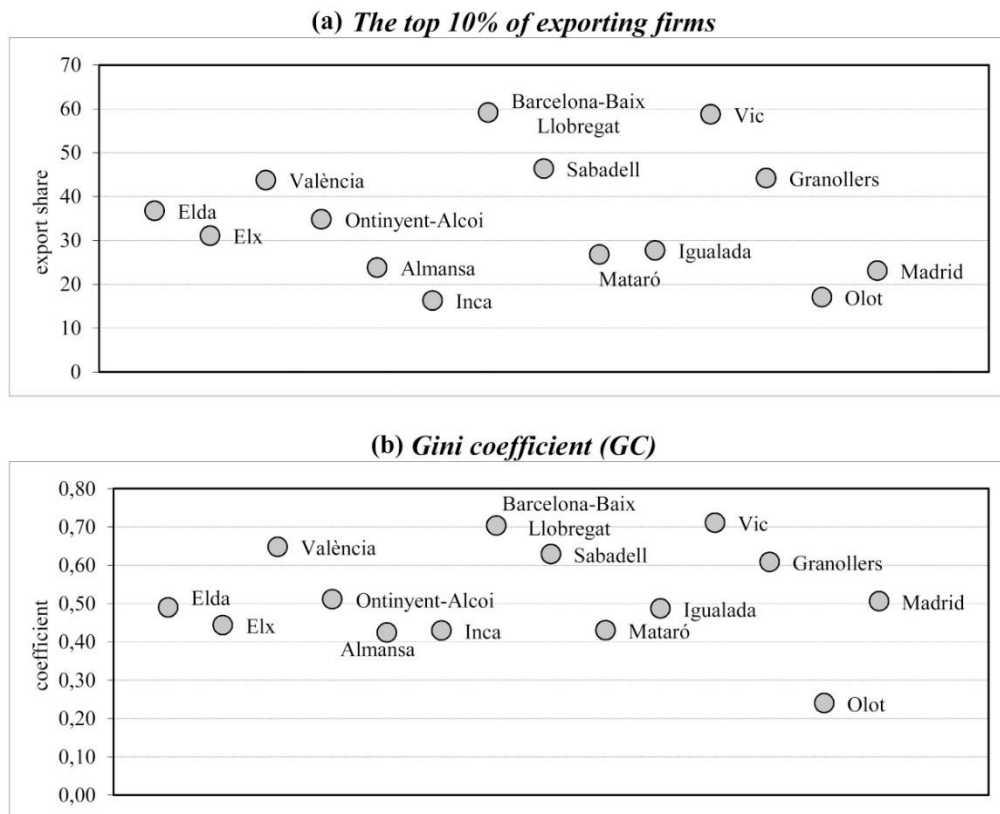 (a) The top 10% of exporting firms
70
60
50
40
30
20
10
0
export share
Barcelona-Baix
Llobregat
Vic
Sabadell
Granollers
València
Elda
Ontinyent-Alcoi
Elx
Igualada
Almansa
Mataró
Madrid
Inca
Olot
(b) Gini coefficient (GC)
0,80
0,70
0,60
0,50
0,40
0,30
0,20
0,10
0,00
coefficient
Barcelona-Baix
Llobregat
Vic
València
Sabadell
Granollers
Elda
Ontinyent-Alcoi
Igualada
Madrid
Elx
Almansa
Inca
Mataró
Olot